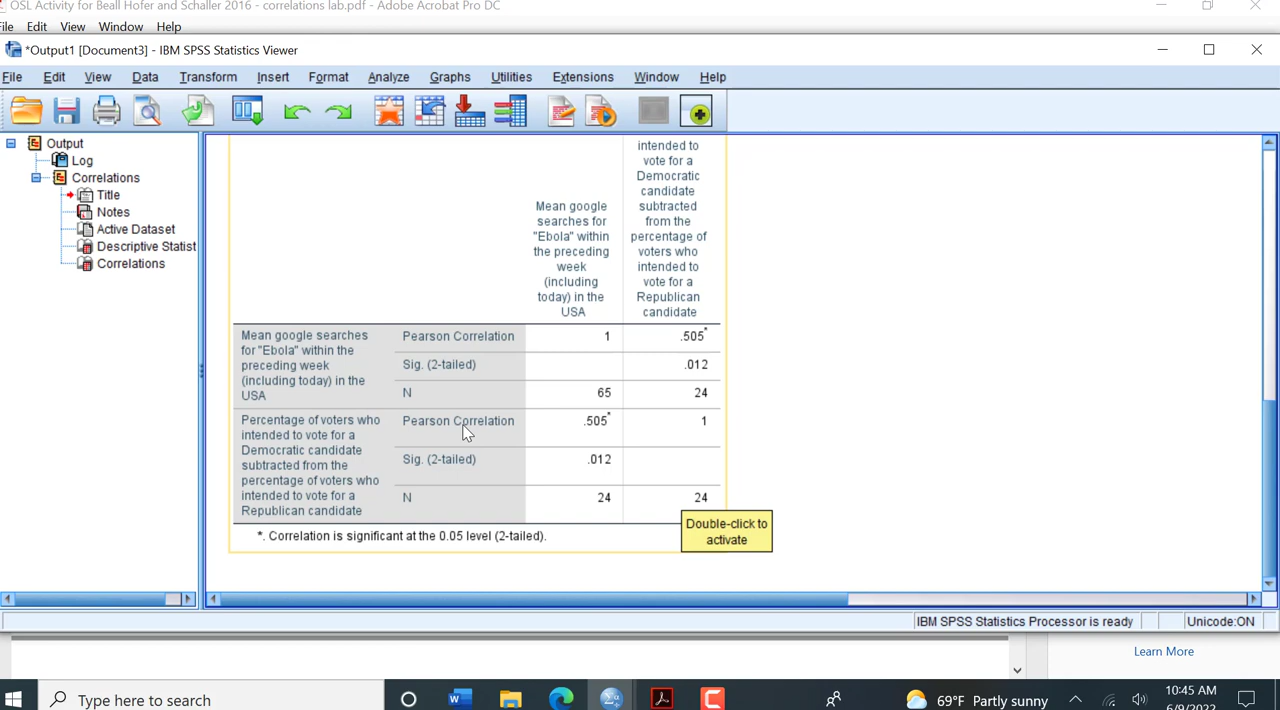 OSL Activity for Beall Hofer and Schaller 2016 - correlations lab.pdf - Adobe Acrobat Pro DC
File Edit View Window Help
*Output1 [Document3] - IBM SPSS Statistics Viewer
File Edit View Data Transform Insert Format Analyze Graphs Utilities Extensions Window Help
Output
Log
Correlations
Title
Notes
Active Dataset
Descriptive Statist
Correlations
Mean google
searches for
"Ebola" within
the preceding
week
(including
today) in the
USA
intended to
vote for a
Democratic
candidate
subtracted
from the
percentage of
voters who
intended to
vote for a
Republican
candidate
Mean google searches
for "Ebola" within the
preceding week
(including today) in the
USA
Pearson Correlation 1 .505*
Sig. (2-tailed) .012
N 65 24
Percentage of voters who
intended to vote for a
Democratic candidate
subtracted from the
percentage of voters who
intended to vote for a
Republican candidate
Pearson Correlation .505* 1
Sig. (2-tailed) .012
N 24 24
*. Correlation is significant at the 0.05 level (2-tailed).
Double-click to
activate
IBM SPSS Statistics Processor is ready Unicode:ON
Learn More
Type here to search
69°F Partly sunny
10:45 AM
6/9/2022